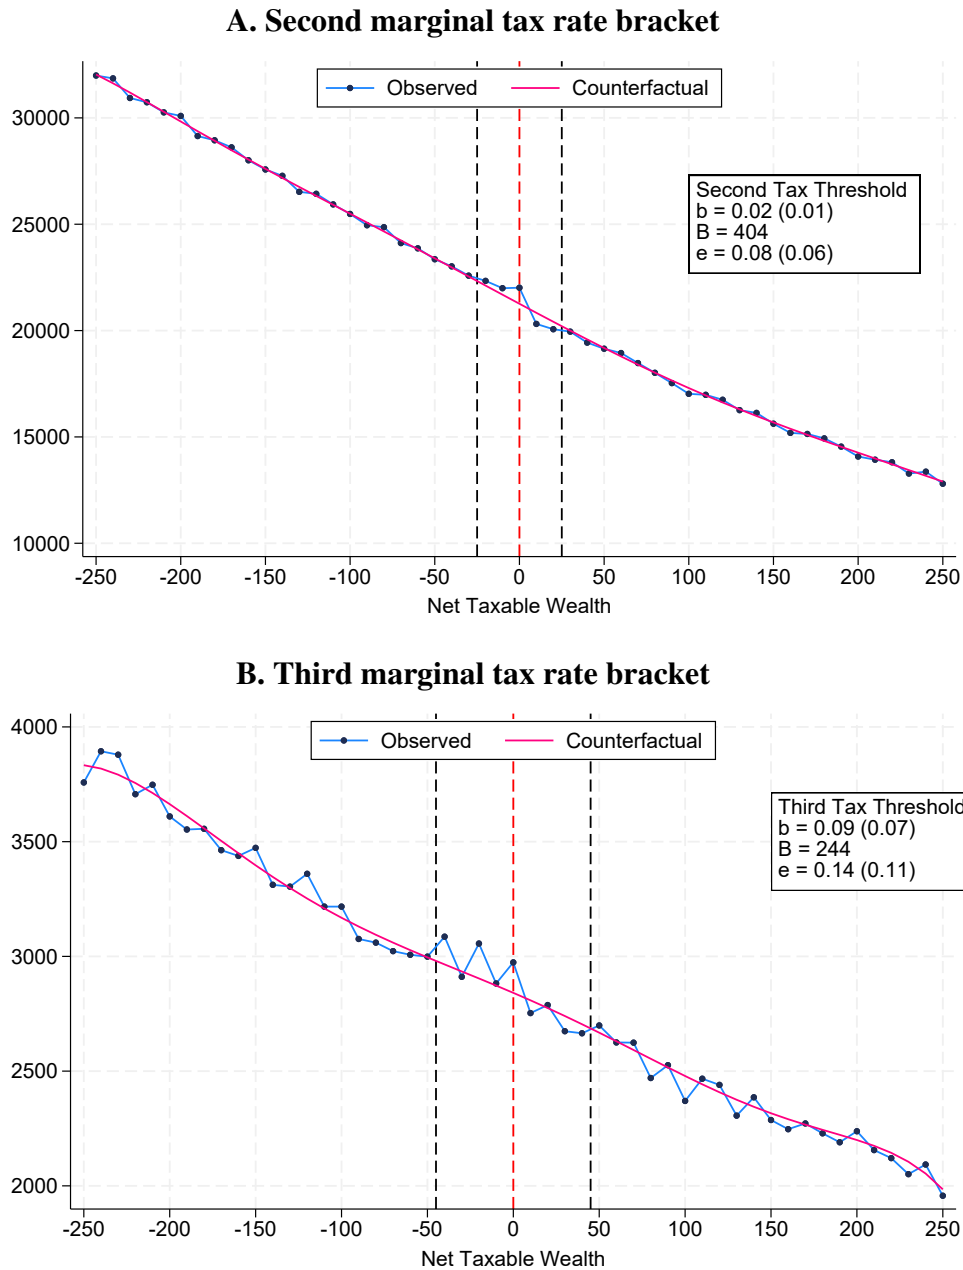 A. Second marginal tax rate bracket
Observed Counterfactual
30000
25000
20000
15000
10000
Second Tax Threshold
b = 0.02 (0.01)
B = 404
e = 0.08 (0.06)
-250 -200 -150 -100 -50 0 50 100 150 200 250
Net Taxable Wealth
B. Third marginal tax rate bracket
Observed Counterfactual
4000
3500
3000
2500
2000
Third Tax Threshold
b = 0.09 (0.07)
B = 244
e = 0.14 (0.11)
-250 -200 -150 -100 -50 0 50 100 150 200 250
Net Taxable Wealth